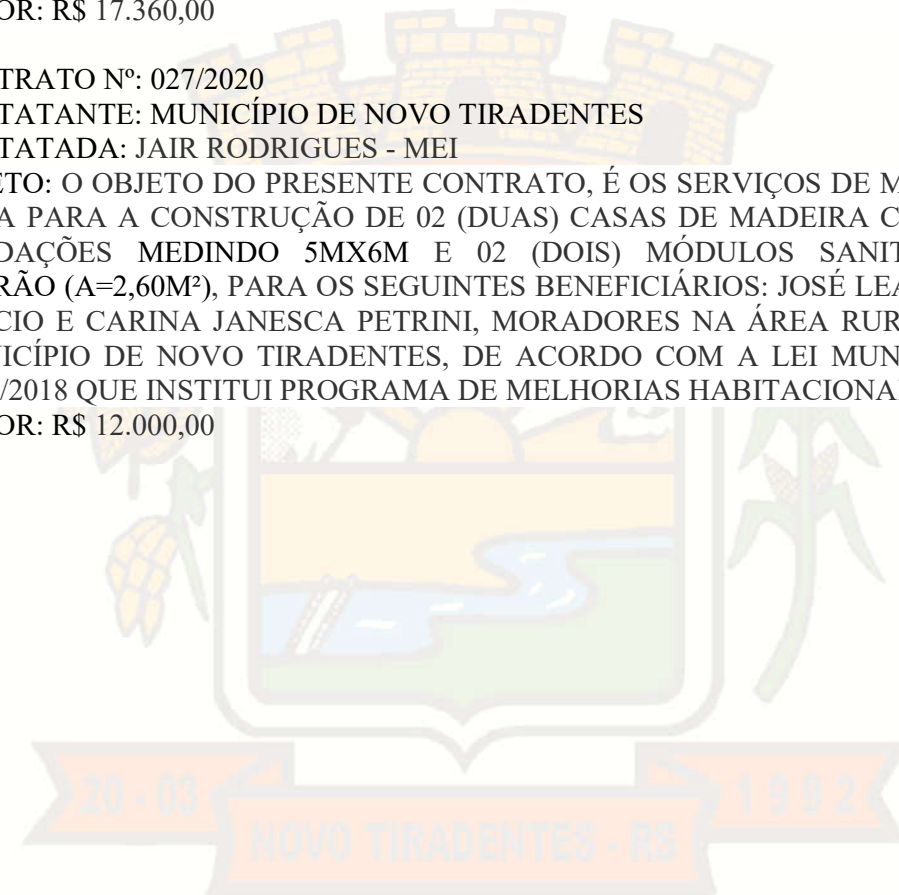 OR: R$ 17.360,00
TRATO Nº: 027/2020
TATANTE: MUNICÍPIO DE NOVO TIRADENTES
TATADA: JAIR RODRIGUES - MEI
ETO: O OBJETO DO PRESENTE CONTRATO, É OS SERVIÇOS DE M
A PARA A CONSTRUÇÃO DE 02 (DUAS) CASAS DE MADEIRA C
DAÇÕES MEDINDO 5MX6M E 02 (DOIS) MÓDULOS SANIT
RÃO (A=2,60M²), PARA OS SEGUINTES BENEFICIÁRIOS: JOSÉ LEA
CIO E CARINA JANESCA PETRINI, MORADORES NA ÁREA RUR
ICÍPIO DE NOVO TIRADENTES, DE ACORDO COM A LEI MUN
/2018 QUE INSTITUI PROGRAMA DE MELHORIAS HABITACIONA
OR: R$ 12.000,00
20 - 03
1992
NOVO TIRADENTES - RS